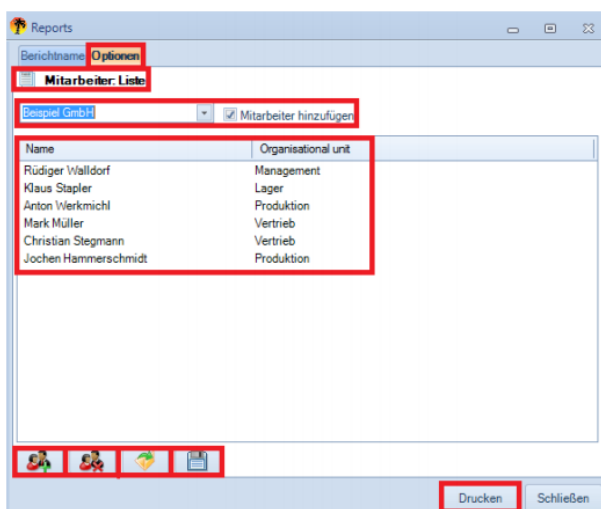 Reports
Berichtname Optionen
Mitarbeiter: Liste
Beispiel GmbH Mitarbeiter hinzufügen
Name Organisational unit
Rüdiger Walldorf Management
Klaus Stapler Lager
Anton Werkmichl Produktion
Mark Müller Vertrieb
Christian Stegmann Vertrieb
Jochen Hammerschmidt Produktion
Drucken Schließen